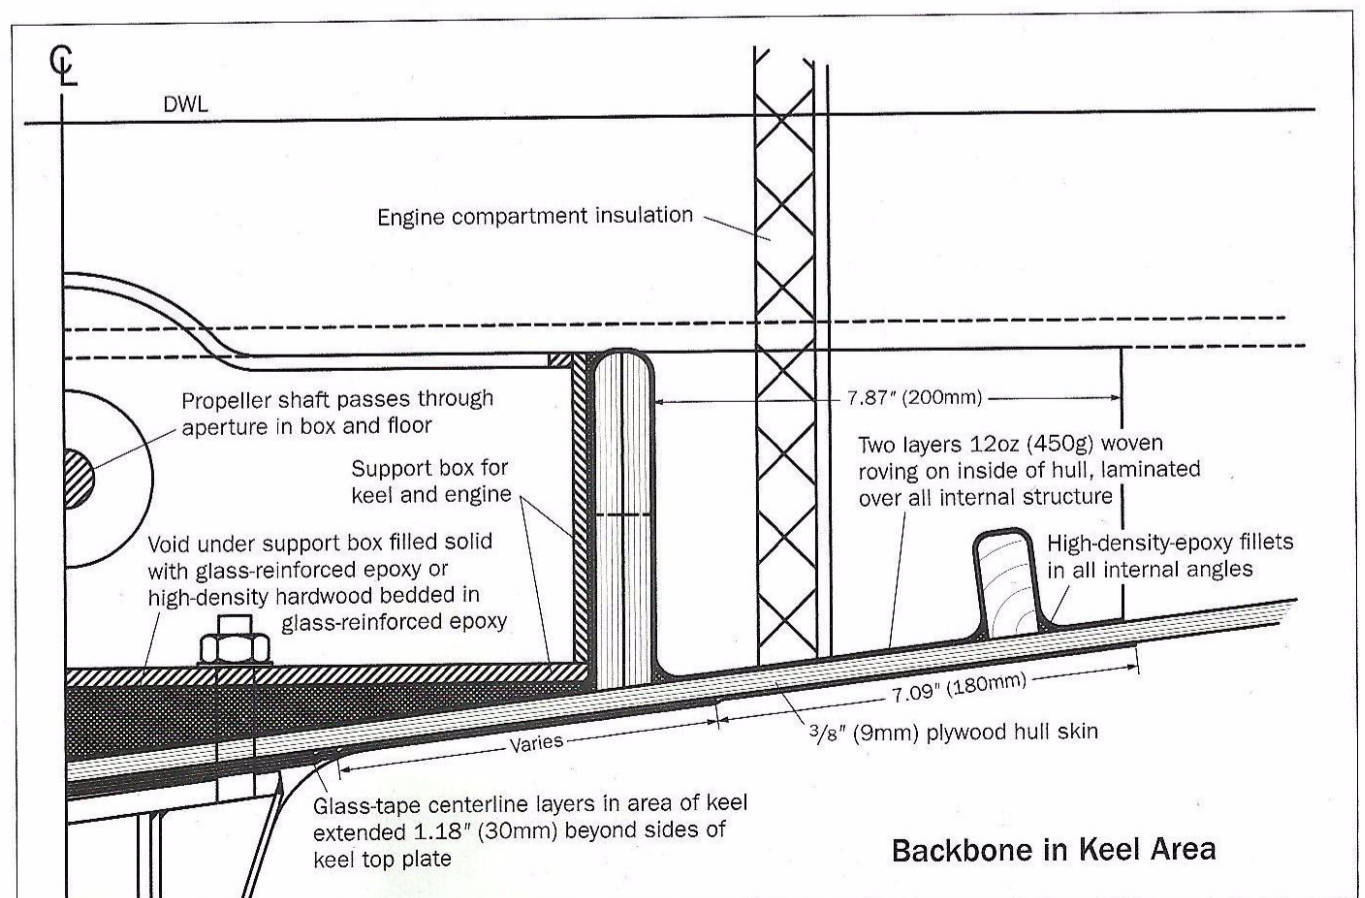 ℄
DWL
Engine compartment insulation
7.87" (200mm)
Propeller shaft passes through
aperture in box and floor
Two layers 12oz (450g) woven
roving on inside of hull, laminated
over all internal structure
Support box for
keel and engine
Void under support box filled solid
with glass-reinforced epoxy or
high-density hardwood bedded in
glass-reinforced epoxy
High-density-epoxy fillets
in all internal angles
7.09" (180mm)
3/8" (9mm) plywood hull skin
Varies
Glass-tape centerline layers in area of keel
extended 1.18" (30mm) beyond sides of
keel top plate
Backbone in Keel Area